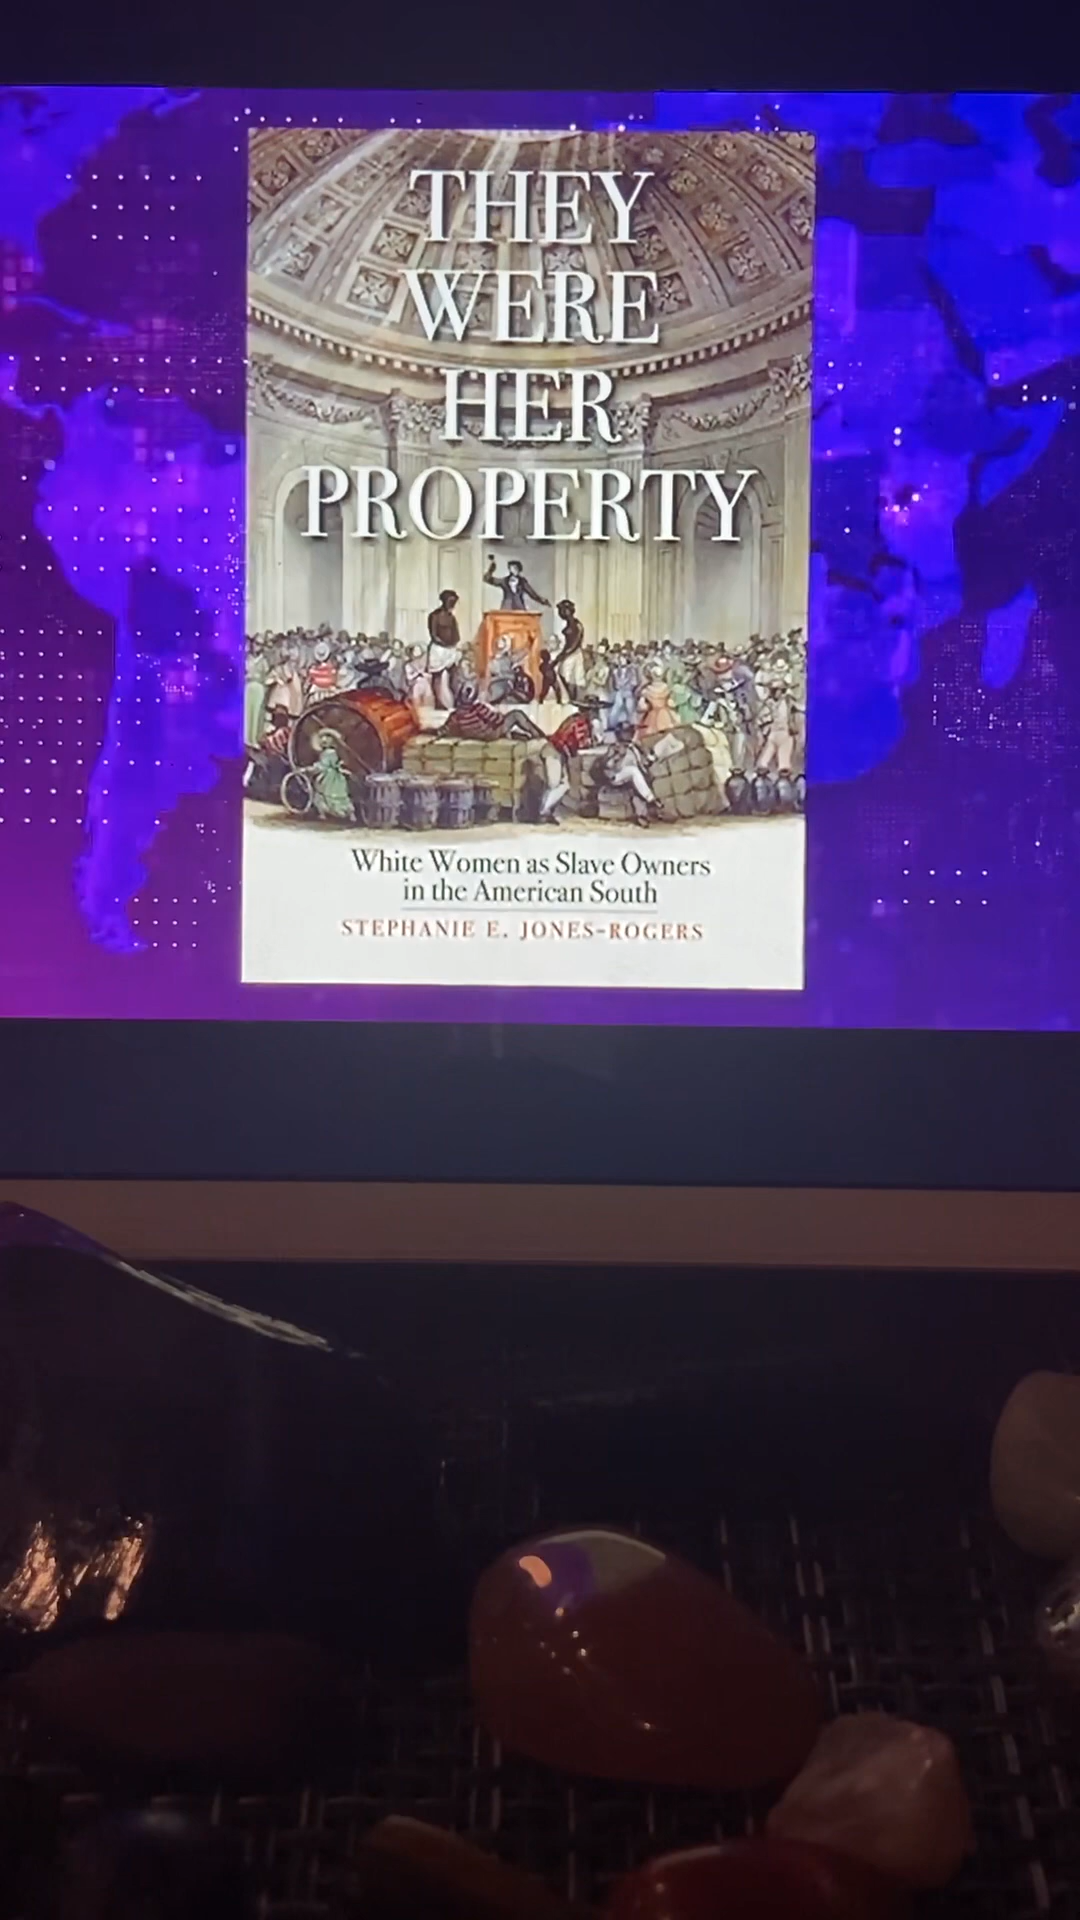 THEY
WERE
HER
PROPERTY
White Women as Slave Owners
in the American South
STEPHANIE E. JONES-ROGERS